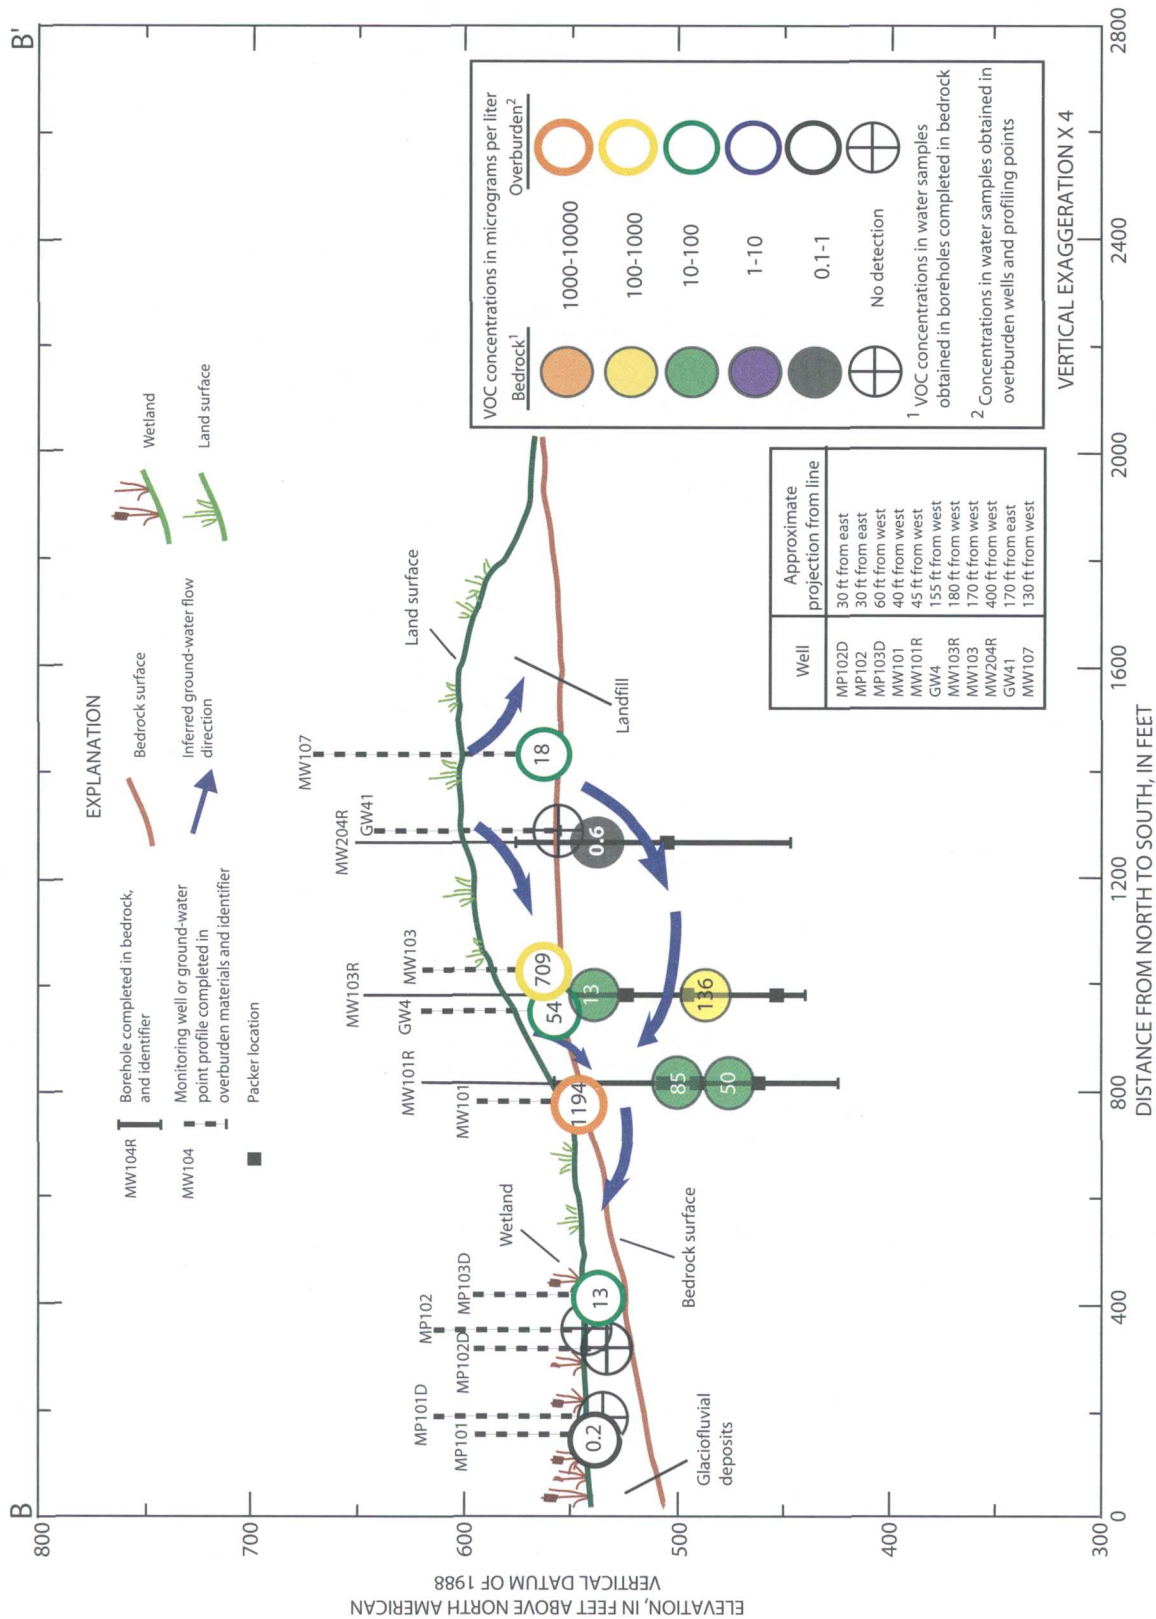 B
B'
EXPLANATION
MW104R
Borehole completed in bedrock,
and identifier
MW104
Monitoring well or ground-water
point profile completed in
overburden materials and identifier
Packer location
Bedrock surface
Inferred ground-water flow
direction
Wetland
Land surface
800
700
600
500
400
300
ELEVATION, IN FEET ABOVE NORTH AMERICAN
VERTICAL DATUM OF 1988
MP101
MP101D
MP102D
MP102
MP103D
MW101
MW101R
GW4
MW103R
MW103
MW204R
GW41
MW107
Wetland
Land surface
Landfill
Bedrock surface
Glaciofluvial
deposits
0.2
13
1194
85
50
54
709
13
136
0.6
18
0
400
800
1200
1600
2000
2400
2800
DISTANCE FROM NORTH TO SOUTH, IN FEET
Well
Approximate
projection from line
MP102D 30 ft from east
MP102 30 ft from east
MP103D 60 ft from west
MW101 40 ft from west
MW101R 45 ft from west
GW4 155 ft from west
MW103R 180 ft from west
MW103 170 ft from west
MW204R 400 ft from west
GW41 170 ft from east
MW107 130 ft from west
VOC concentrations in micrograms per liter
Bedrock¹ Overburden²
1000-10000
100-1000
10-100
1-10
0.1-1
No detection
¹ VOC concentrations in water samples
obtained in boreholes completed in bedrock
² Concentrations in water samples obtained in
overburden wells and profiling points
VERTICAL EXAGGERATION X 4